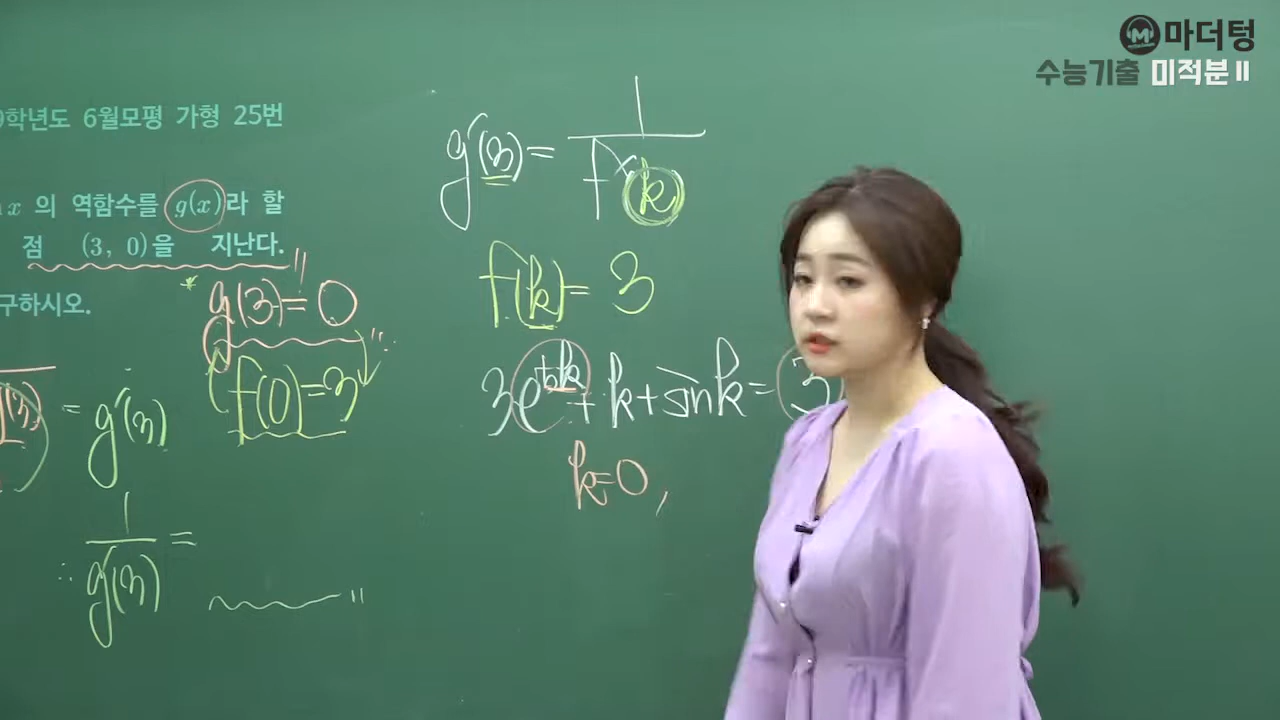 마더텅
수능기출 미적분 II
학년도 6월모평 가형 25번
x 의 역함수를 g(x)라 할
점 (3, 0)을 지난다.
구하시오.
* g(3)=0
f(0)=3
= g'(3)
∴ 1/g'(3) =
g'(3) = 1/f'(k)
f(k)=3
+k+sin k=3
k=0,